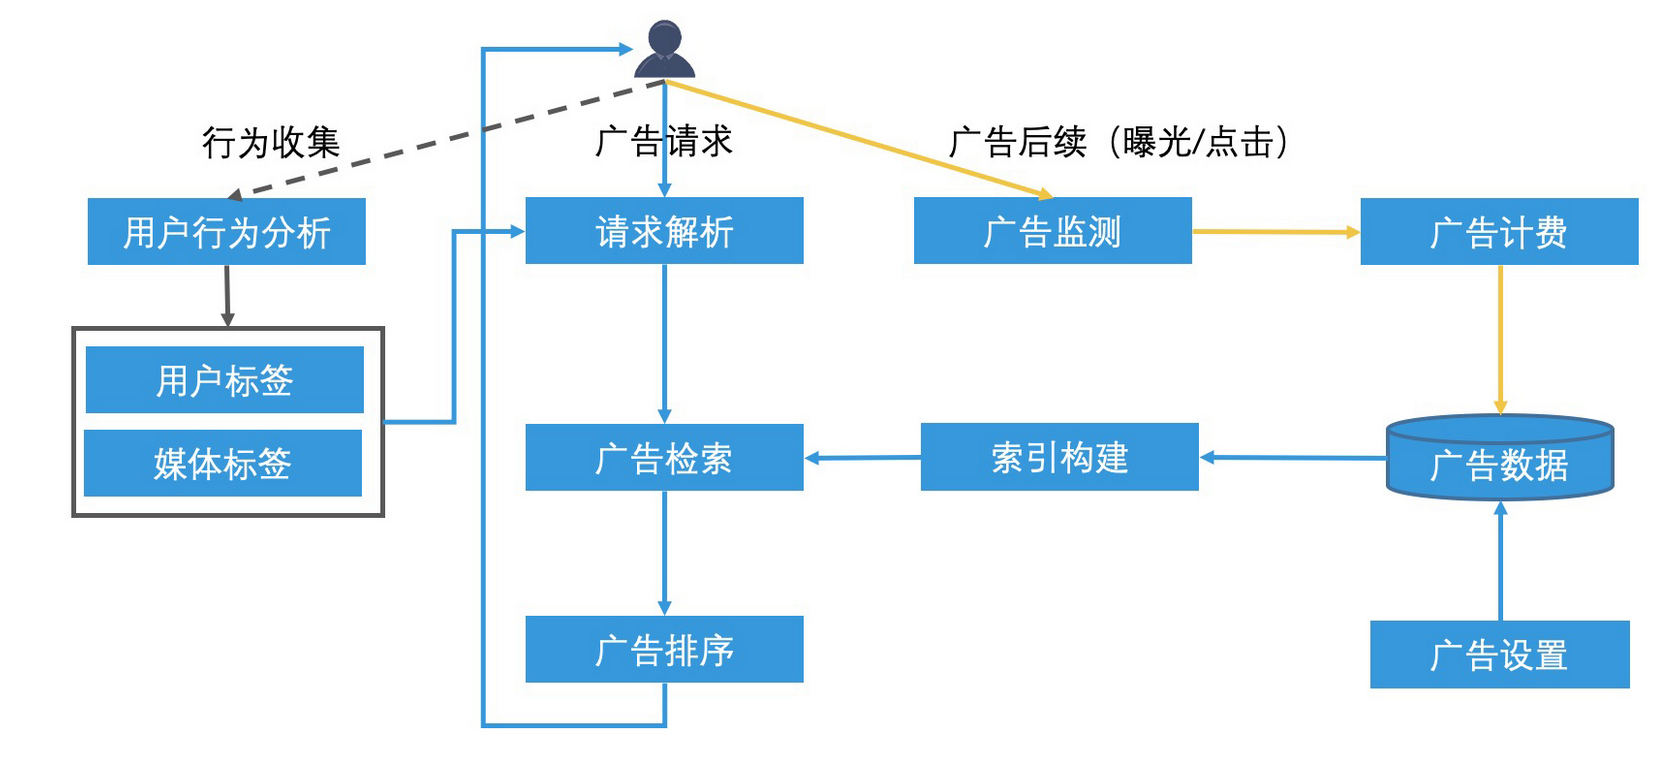 行为收集
广告请求
广告后续（曝光/点击）
用户行为分析
请求解析
广告监测
广告计费
用户标签
媒体标签
广告检索
索引构建
广告数据
广告排序
广告设置